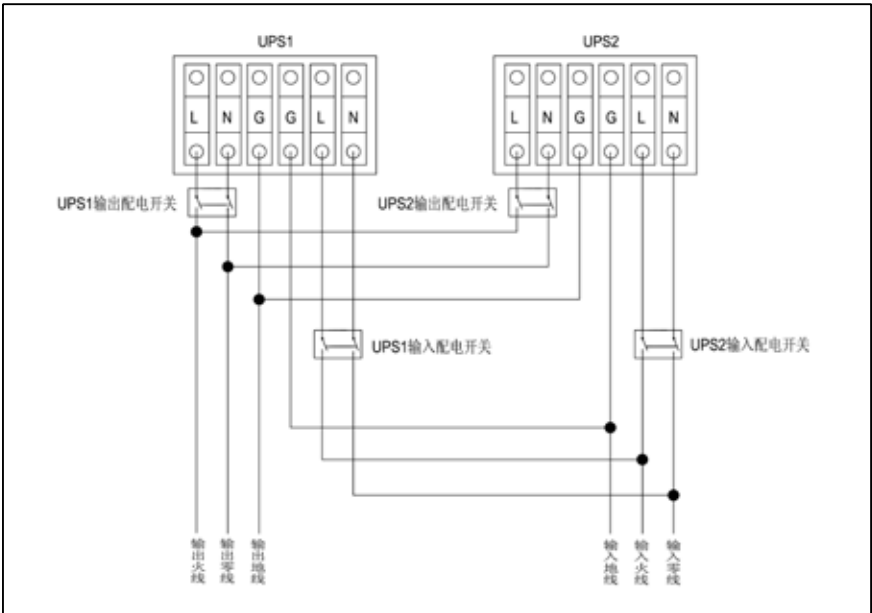 UPS1
UPS2
L N G G L N
L N G G L N
UPS1输出配电开关
UPS2输出配电开关
UPS1输入配电开关
UPS2输入配电开关
输出火线
输出零线
输出地线
输入地线
输入火线
输入零线